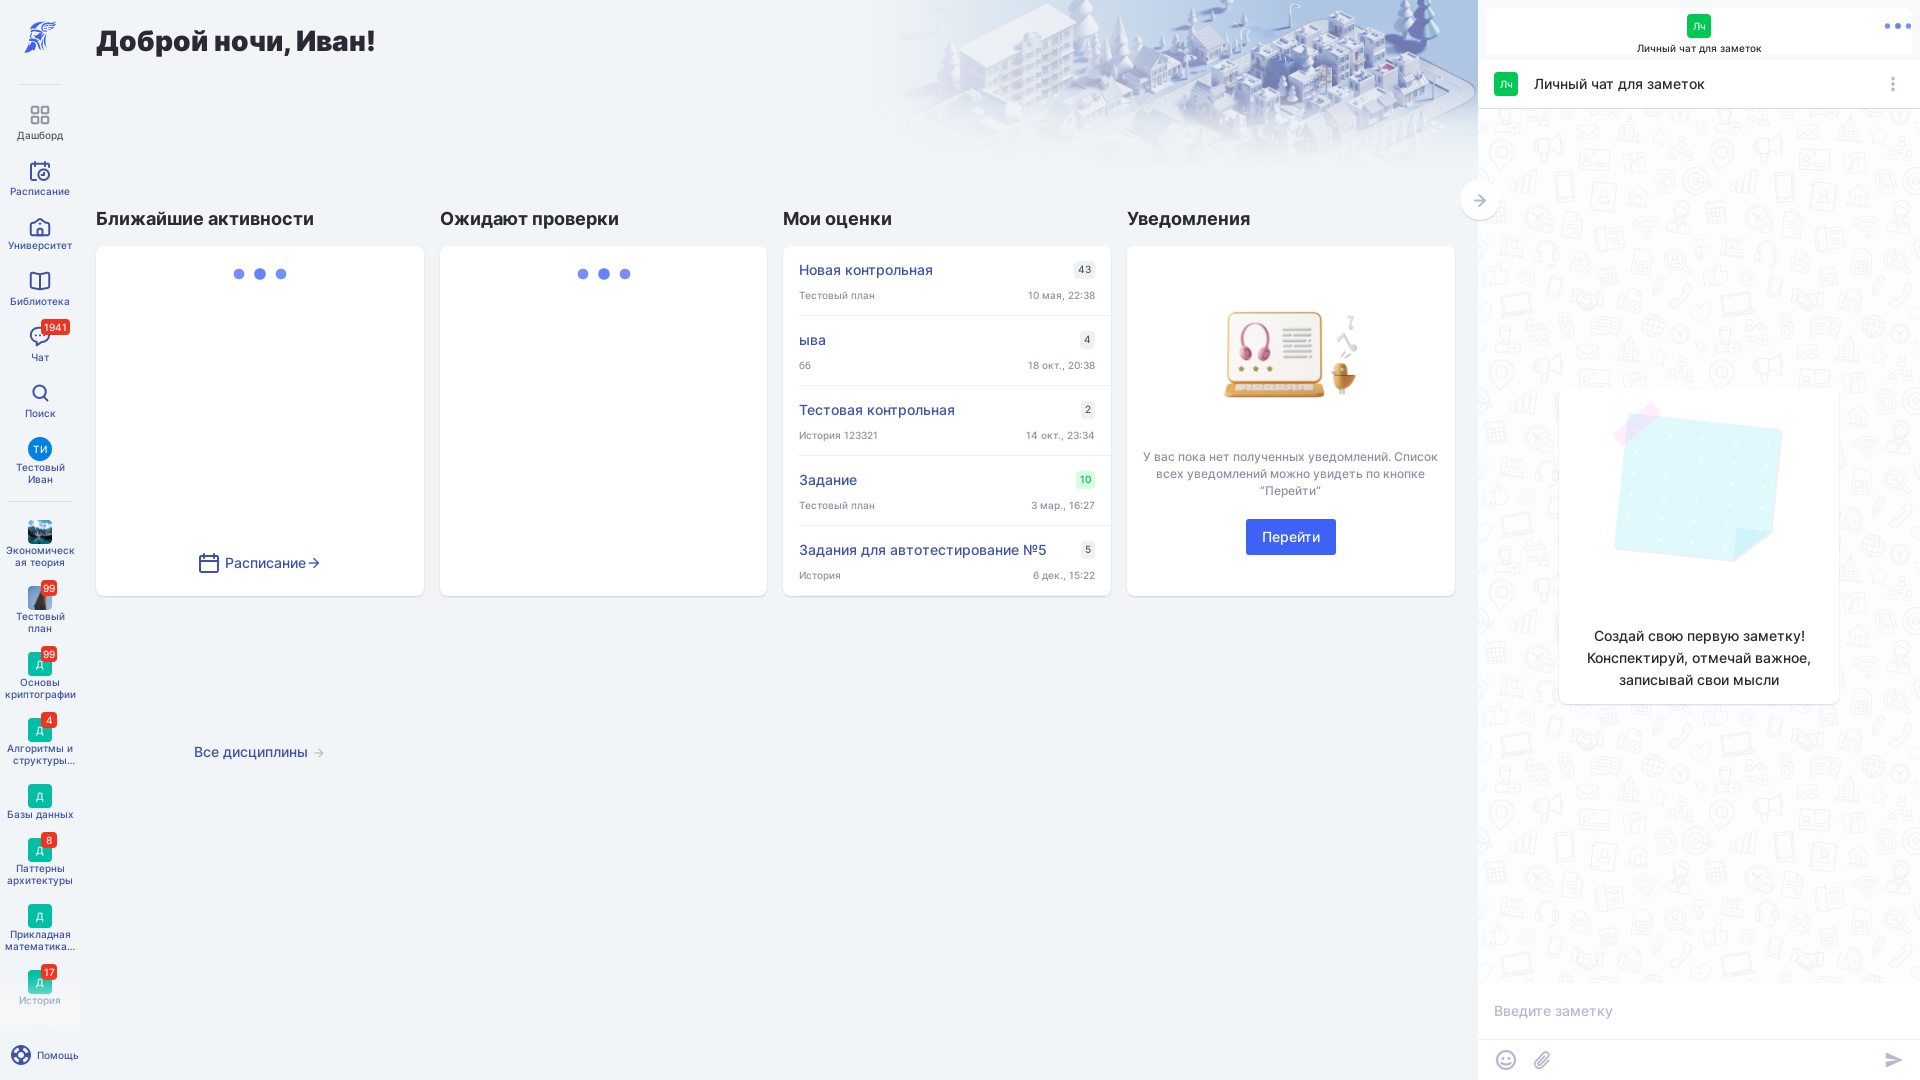 Доброй ночи, Иван!
Дашборд
Расписание
Университет
Библиотека
1941
Чат
Поиск
ТИ
Тестовый
Иван
Экономическ
ая теория
99
Тестовый
план
99
Д
Основы
криптографии
4
Д
Алгоритмы и
структуры...
Д
Базы данных
8
Д
Паттерны
архитектуры
Д
Прикладная
математика...
17
Д
История
Помощь
Ближайшие активности
Расписание
Ожидают проверки
Мои оценки
Новая контрольная
43
Тестовый план
10 мая, 22:38
ыва
4
66
18 окт., 20:38
Тестовая контрольная
2
История 123321
14 окт., 23:34
Задание
10
Тестовый план
3 мар., 16:27
Задания для автотестирование №5
5
История
6 дек., 15:22
Уведомления
У вас пока нет полученных уведомлений. Список
всех уведомлений можно увидеть по кнопке
“Перейти”
Перейти
Все дисциплины
Лч
Личный чат для заметок
Лч
Личный чат для заметок
Создай свою первую заметку!
Конспектируй, отмечай важное,
записывай свои мысли
Введите заметку